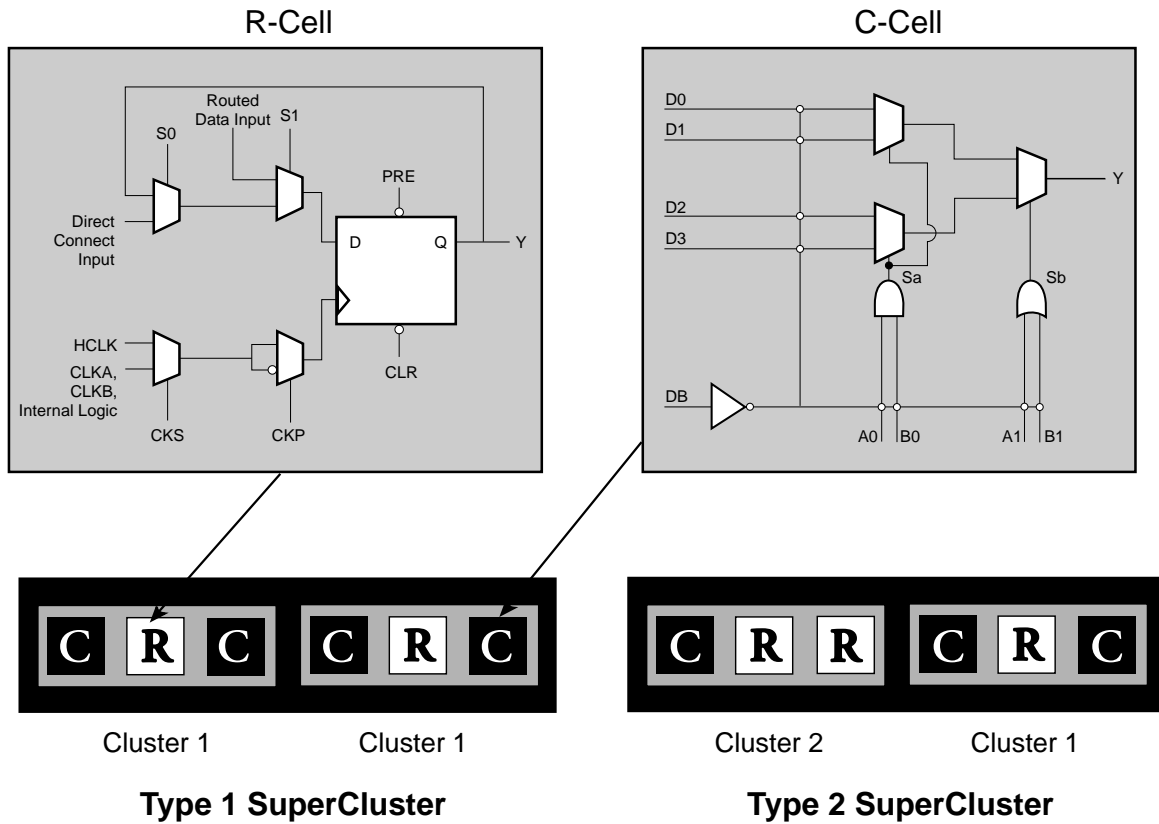 R-Cell
Routed
Data Input
S1
S0
PRE
Direct
Connect
Input
D
Q
Y
HCLK
CLKA,
CLKB,
Internal Logic
CLR
CKS
CKP
C-Cell
D0
D1
D2
D3
Y
Sa
Sb
DB
A0
B0
A1
B1
C
R
C
C
R
C
C
R
R
C
R
C
Cluster 1
Cluster 1
Cluster 2
Cluster 1
Type 1 SuperCluster
Type 2 SuperCluster